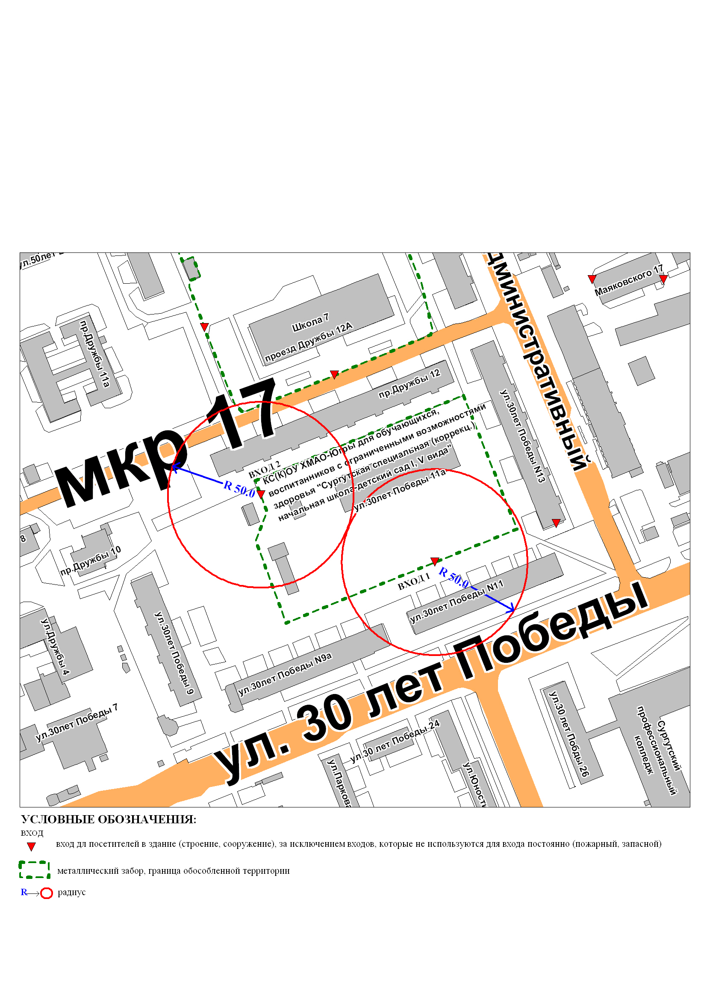 ул.50лет
дминистративный
Маяковского 17
Школа 7
проезд Дружбы 12А
пр.Дружбы 11а
мкр 17
пр.Дружбы 12
ул.30лет Победы N13
ВХОД 2
КС(К)ОУ ХМАО-Югры для обучающихся,
воспитанников с ограниченными возможностями
здоровья "Сургутская специальная (коррекц.)
начальная школа-детский сад I, V вида"
ул.30лет Победы 11а
R 50.0
8
пр.Дружбы 10
ВХОД 1
R 50.0
ул.30лет Победы N11
ул.30лет Победы 9
ул.Дружбы 4
ул.30лет Победы N9а
ул. 30 лет Победы
ул.30лет Победы 7
ул.30 лет Победы 24
ул.Паркова
ул.Юности
ул.30 лет Побды 26
Сургутский
профессиональный
колледж
УСЛОВНЫЕ ОБОЗНАЧЕНИЯ:
ВХОД
вход дл посетителей в здание (строение, сооружение), за исключением входов, которые не используются для входа постоянно (пожарный, запасной)
металлический забор, граница обособленной территории
R
радиус